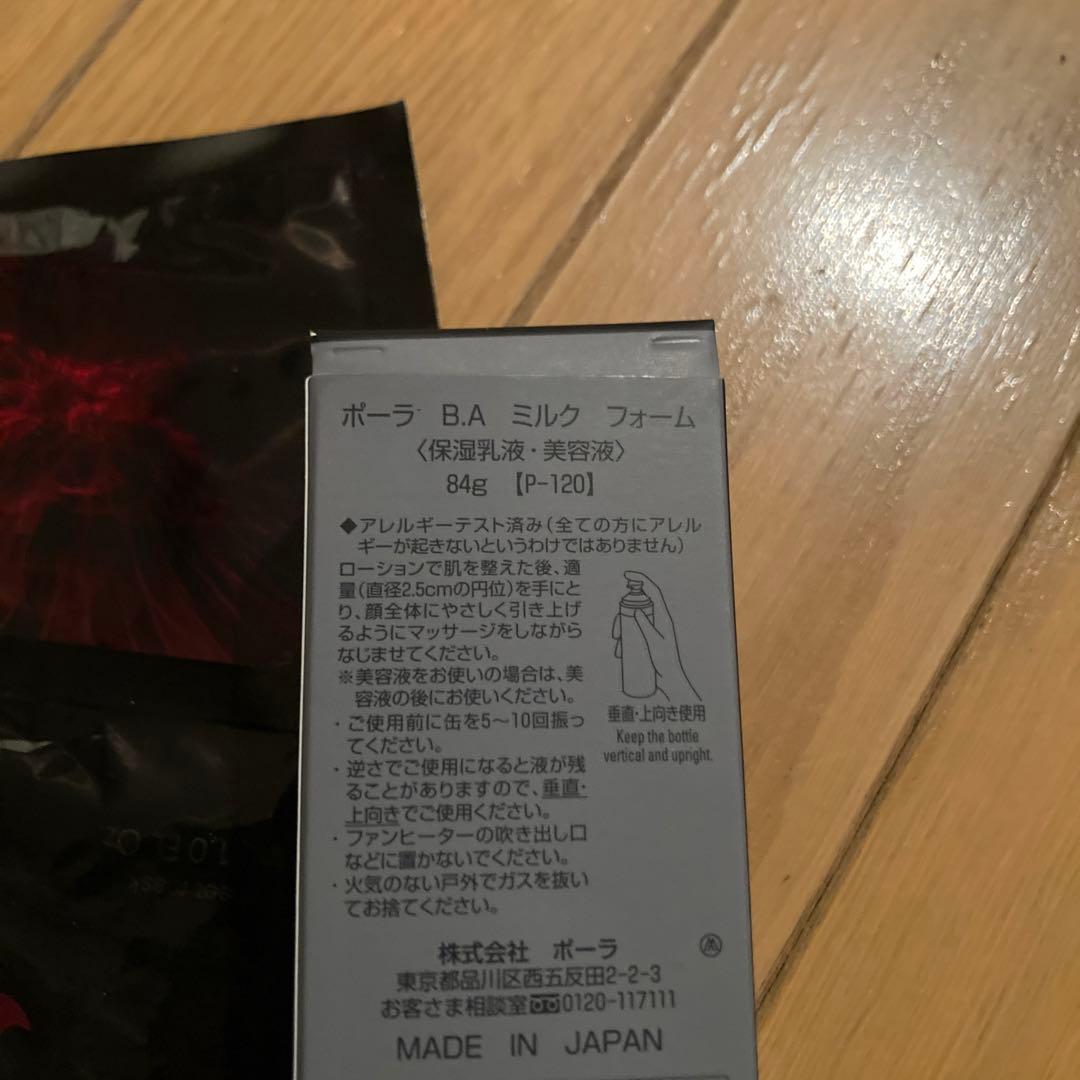 ポーラ B.A ミルク フォーム
〈保湿乳液・美容液〉
84g 【P-120】
◆アレルギーテスト済み(全ての方にアレル
ギーが起きないというわけではありません)
ローションで肌を整えた後、適
量(直径2.5cmの円位)を手にと
り、顔全体にやさしく引き上げ
るようにマッサージをしながら
なじませてください。
※美容液をお使いの場合は、美
容液の後にお使いください。
・ご使用前に缶を5〜10回振っ
てください。
・逆さでご使用になると液が残
ることがありますので、垂直・
上向きでご使用ください。
・ファンヒーターの吹き出し口
などに置かないでください。
・火気のない戸外でガスを抜い
てお捨てください。
垂直・上向き使用
Keep the bottle
vertical and upright.
株式会社 ポーラ
東京都品川区西五反田2-2-3
お客さま相談室 0120-117111
MADE IN JAPAN
1.0 FL OZ